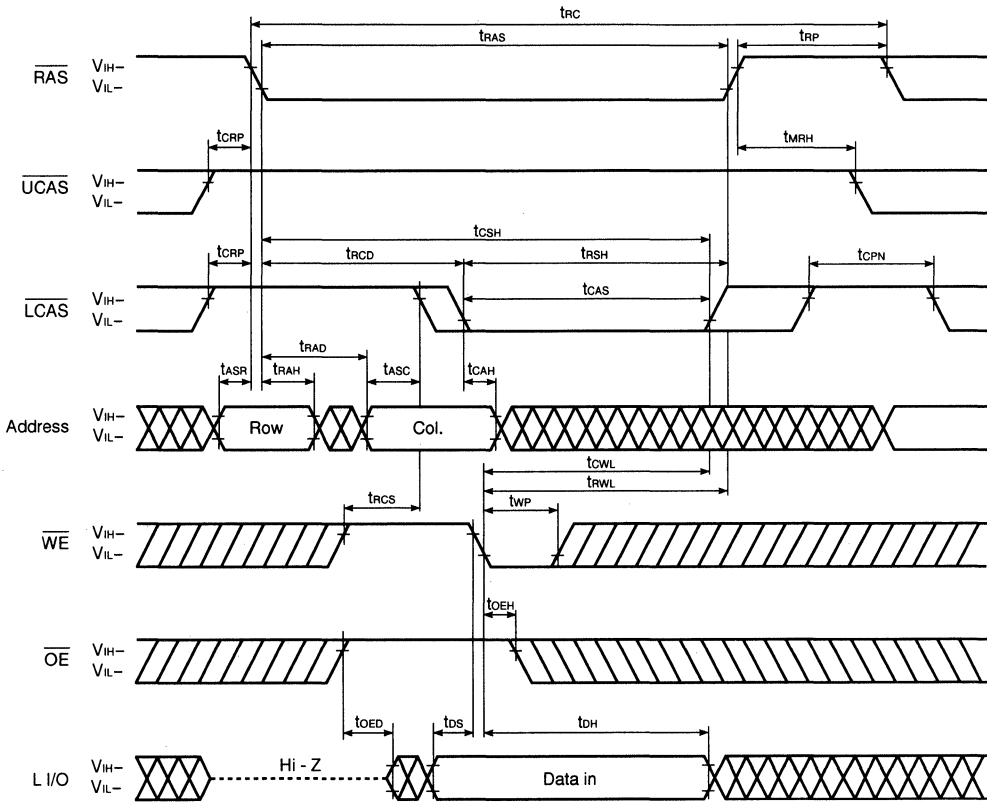 tRC
tRAS
tRP
RAS
VIH–
VIL–
tCRP
tMRH
UCAS
VIH–
VIL–
tCSH
tCRP
tRCD
tRSH
tCPN
tCAS
LCAS
VIH–
VIL–
tRAD
tASR
tRAH
tASC
tCAH
Address
VIH–
VIL–
Row
Col.
tCWL
tRWL
tRCS
tWP
WE
VIH–
VIL–
tOEH
OE
VIH–
VIL–
tOED
tDS
tDH
L I/O
VIH–
VIL–
Hi - Z
Data in